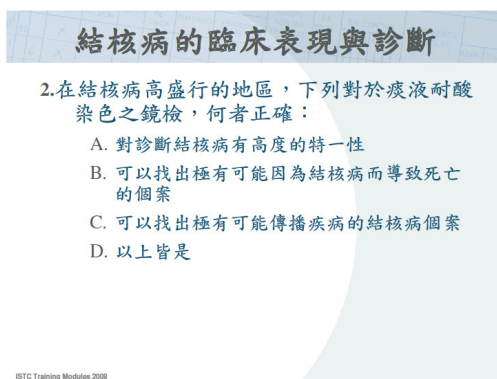 結核病的臨床表現與診斷
2.在結核病高盛行的地區，下列對於痰液耐酸
染色之鏡檢，何者正確：
A. 對診斷結核病有高度的特一性
B. 可以找出極有可能因為結核病而導致死亡
的個案
C. 可以找出極有可能傳播疾病的結核病個案
D. 以上皆是
ISTC Training Modules 2008